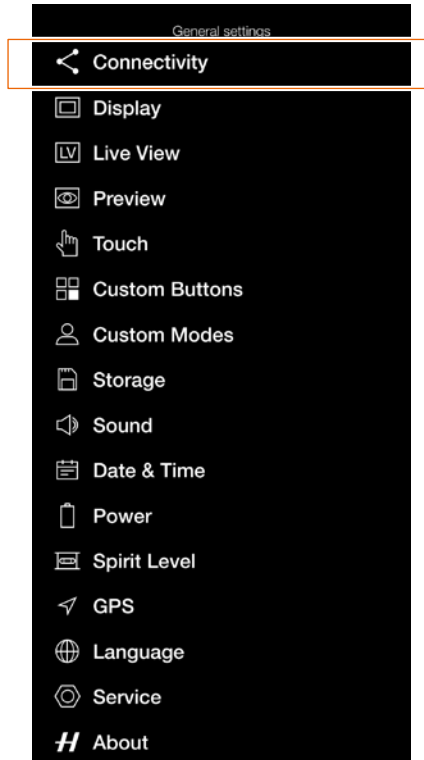 General settings
Connectivity
Display
LV Live View
Preview
Touch
Custom Buttons
Custom Modes
Storage
Sound
Date & Time
Power
Spirit Level
GPS
Language
Service
H About